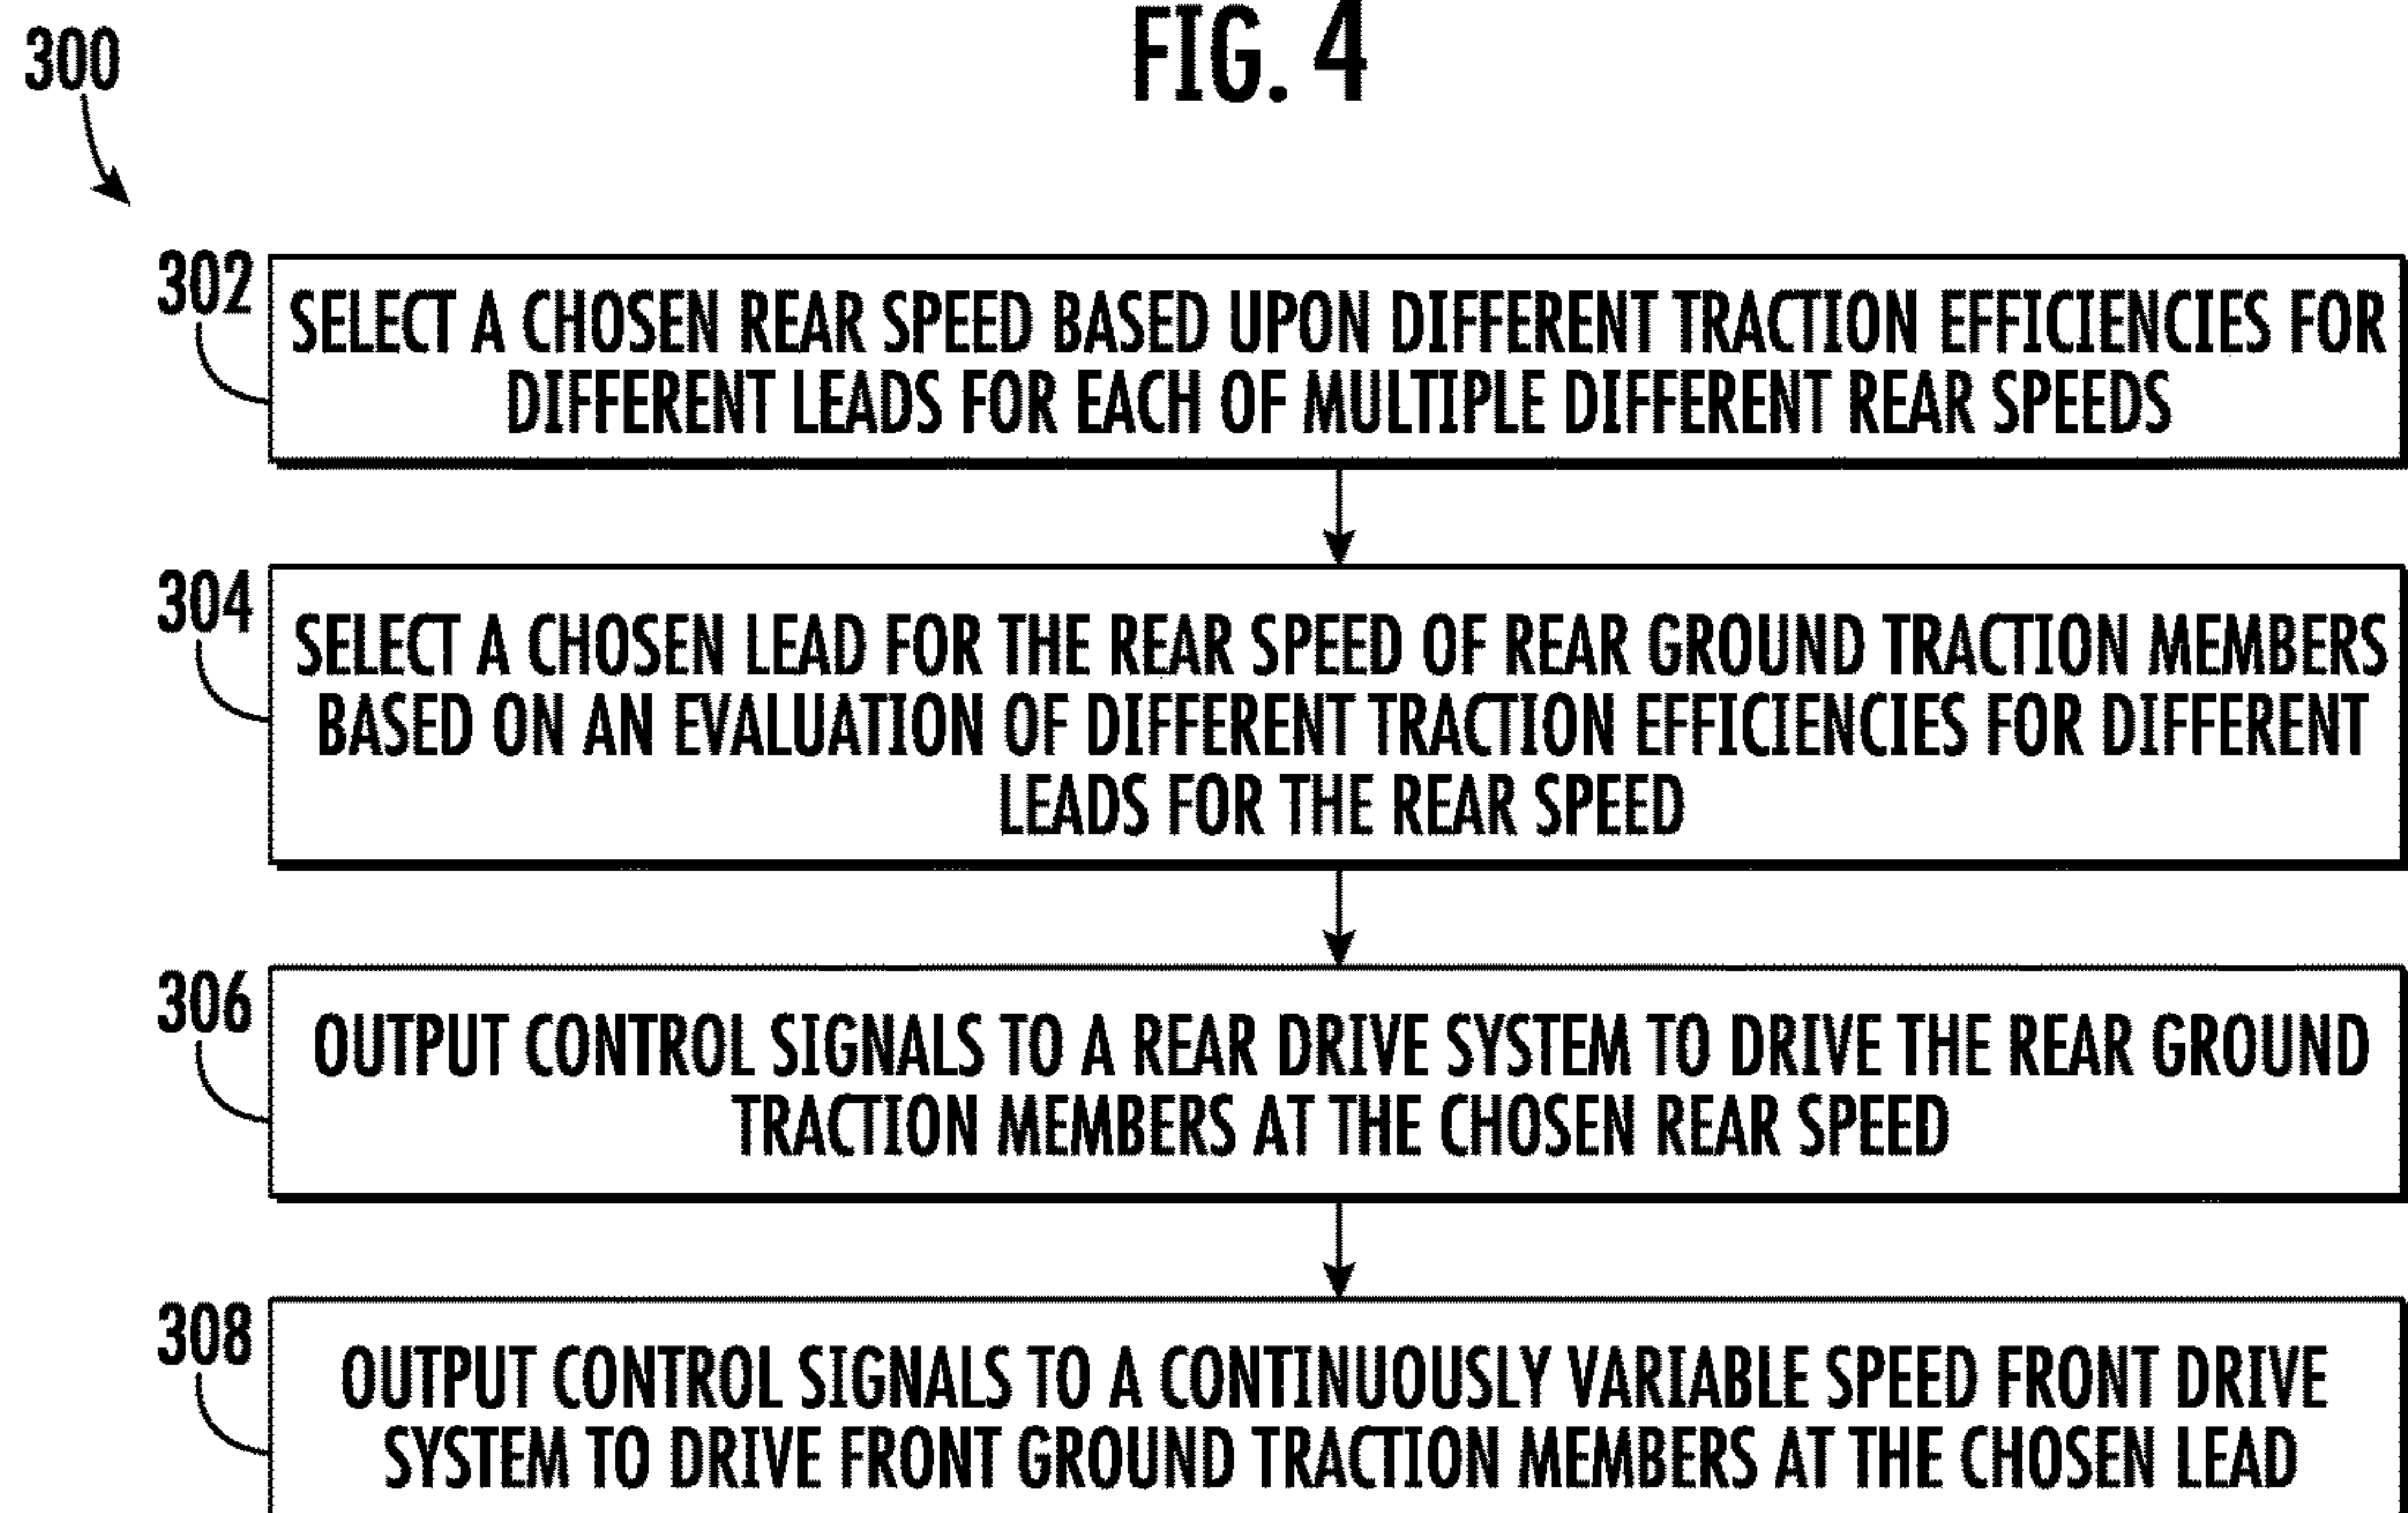 FIG. 4
300
302
SELECT A CHOSEN REAR SPEED BASED UPON DIFFERENT TRACTION EFFICIENCIES FOR
DIFFERENT LEADS FOR EACH OF MULTIPLE DIFFERENT REAR SPEEDS
304
SELECT A CHOSEN LEAD FOR THE REAR SPEED OF REAR GROUND TRACTION MEMBERS
BASED ON AN EVALUATION OF DIFFERENT TRACTION EFFICIENCIES FOR DIFFERENT
LEADS FOR THE REAR SPEED
306
OUTPUT CONTROL SIGNALS TO A REAR DRIVE SYSTEM TO DRIVE THE REAR GROUND
TRACTION MEMBERS AT THE CHOSEN REAR SPEED
308
OUTPUT CONTROL SIGNALS TO A CONTINUOUSLY VARIABLE SPEED FRONT DRIVE
SYSTEM TO DRIVE FRONT GROUND TRACTION MEMBERS AT THE CHOSEN LEAD